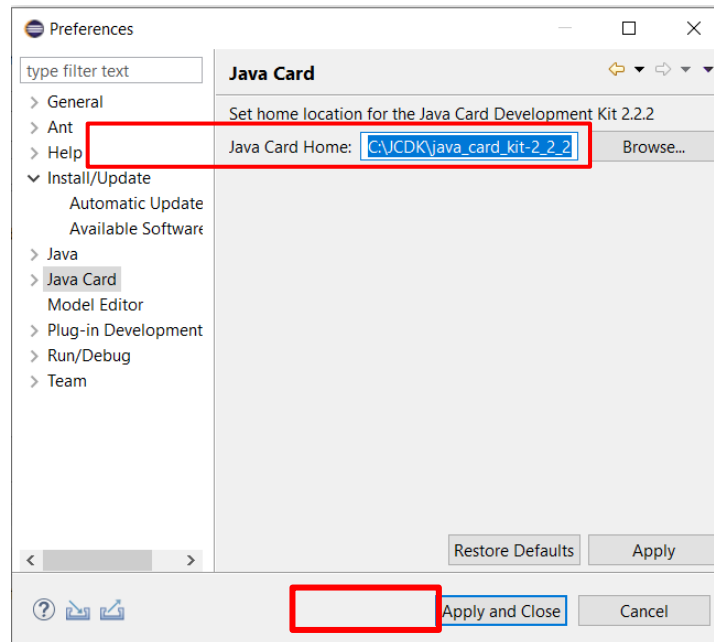 Preferences
type filter text
General
Ant
Help
Install/Update
Automatic Update
Available Software
Java
Java Card
Model Editor
Plug-in Development
Run/Debug
Team
Java Card
Set home location for the Java Card Development Kit 2.2.2
Java Card Home: C:\JCDK\java_card_kit-2_2_2 Browse...
Restore Defaults Apply
? Apply and Close Cancel